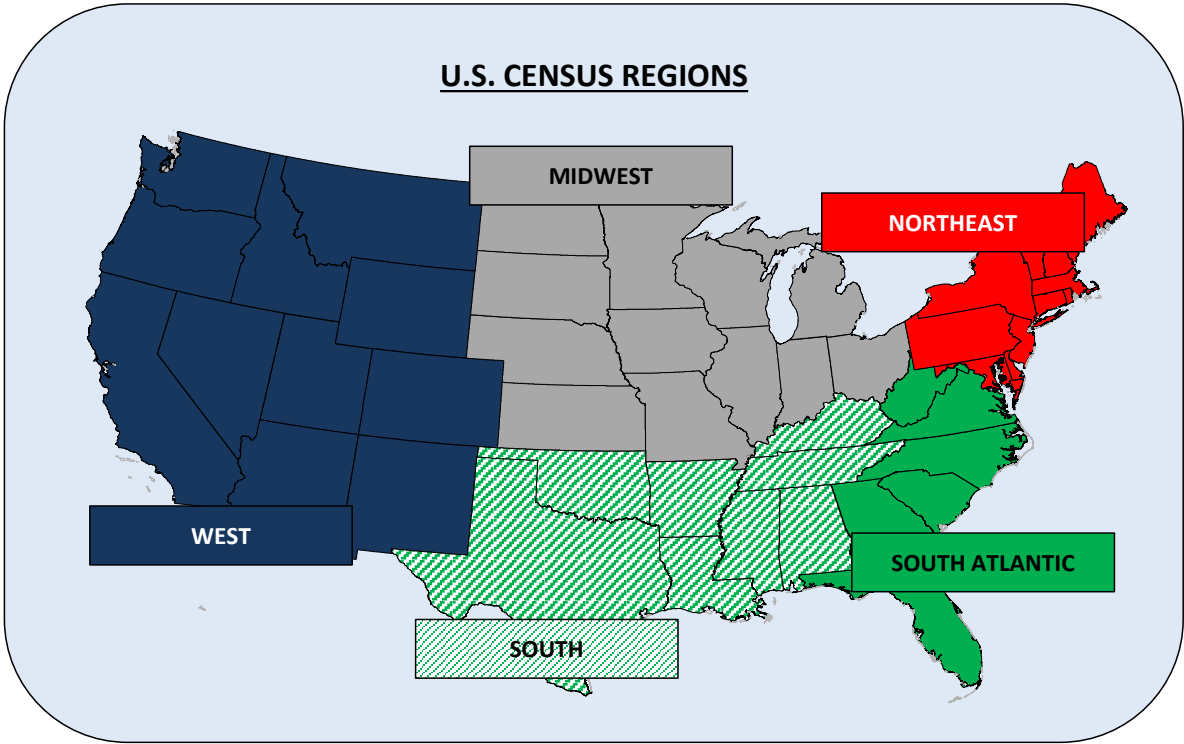 U.S. CENSUS REGIONS
MIDWEST
NORTHEAST
WEST
SOUTH ATLANTIC
SOUTH